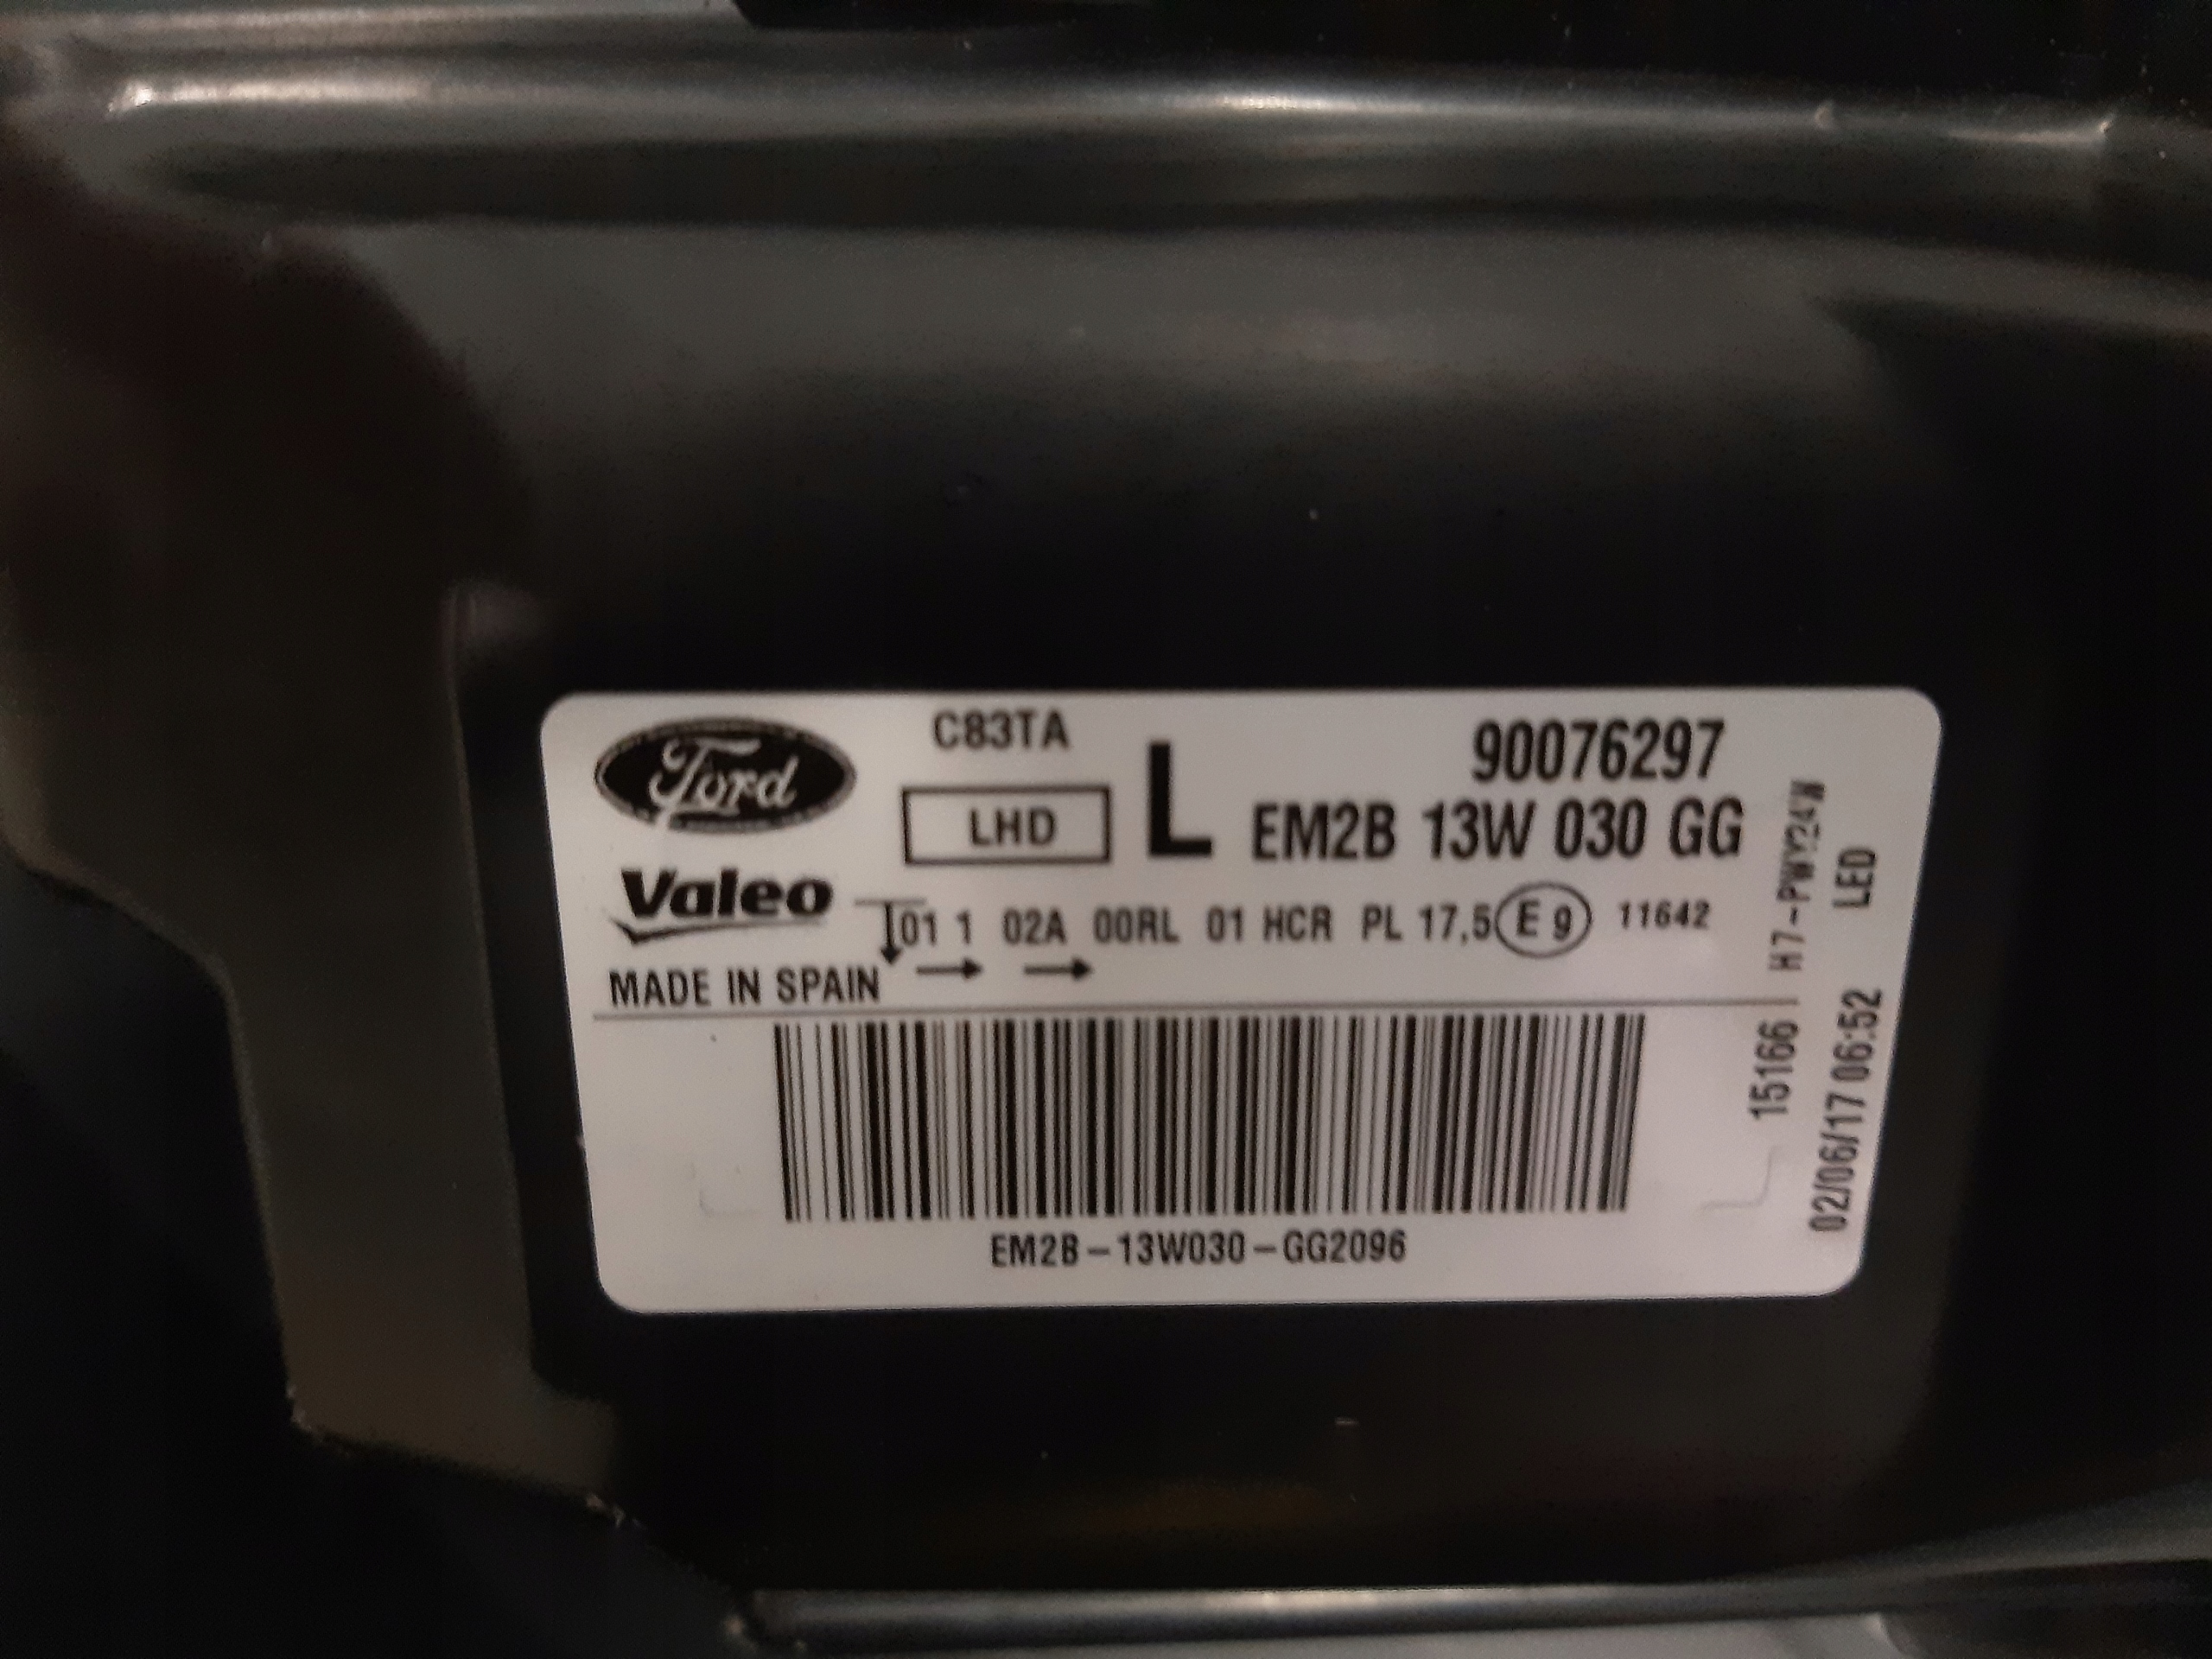 Ford
C83TA
LHD
L
90076297
EM2B 13W 030 GG
Valeo
01 1 02A 00RL 01 HCR PL 17,5 E9 11642
MADE IN SPAIN
EM2B-13W030-GG2096
15166 H7-PWY24W
02/06/17 06:52 LED